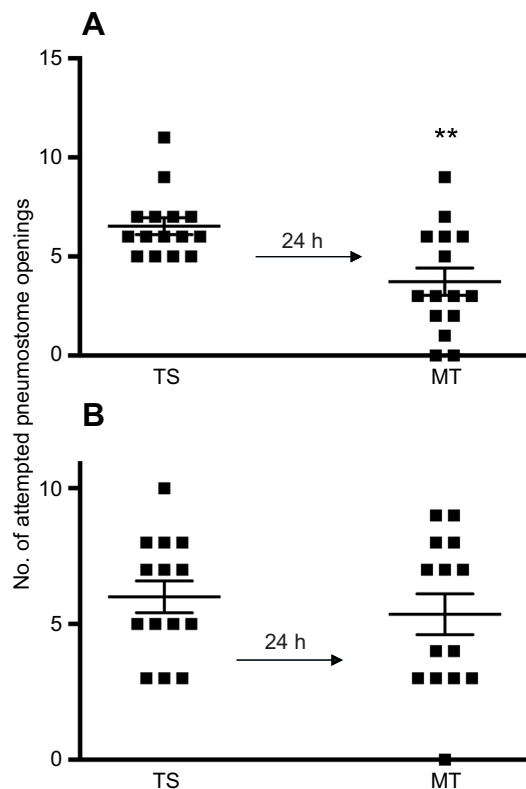 A
15
10
5
0
**
24 h
TS
MT
B
10
5
0
24 h
TS
MT
No. of attempted pneumostome openings